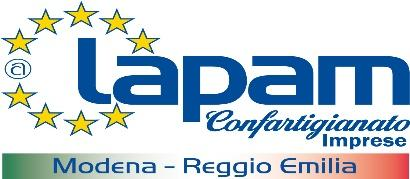 @ Lapam
Confartigianato
Imprese
Modena - Reggio Emilia